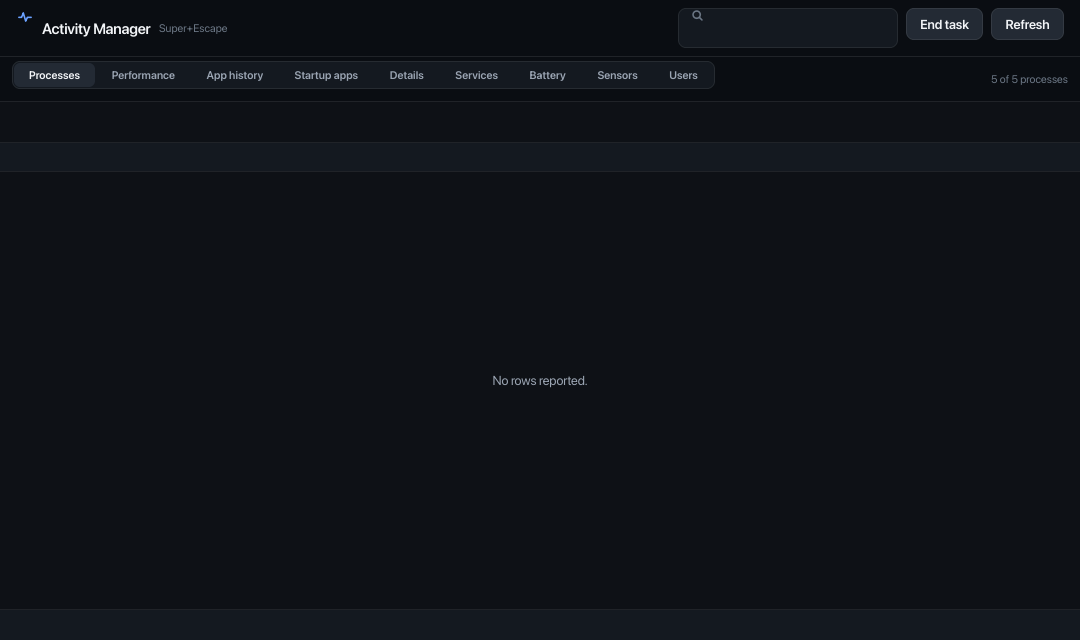 Activity Manager Super+Escape End task Refresh
Processes Performance App history Startup apps Details Services Battery Sensors Users 5 of 5 processes
No rows reported.